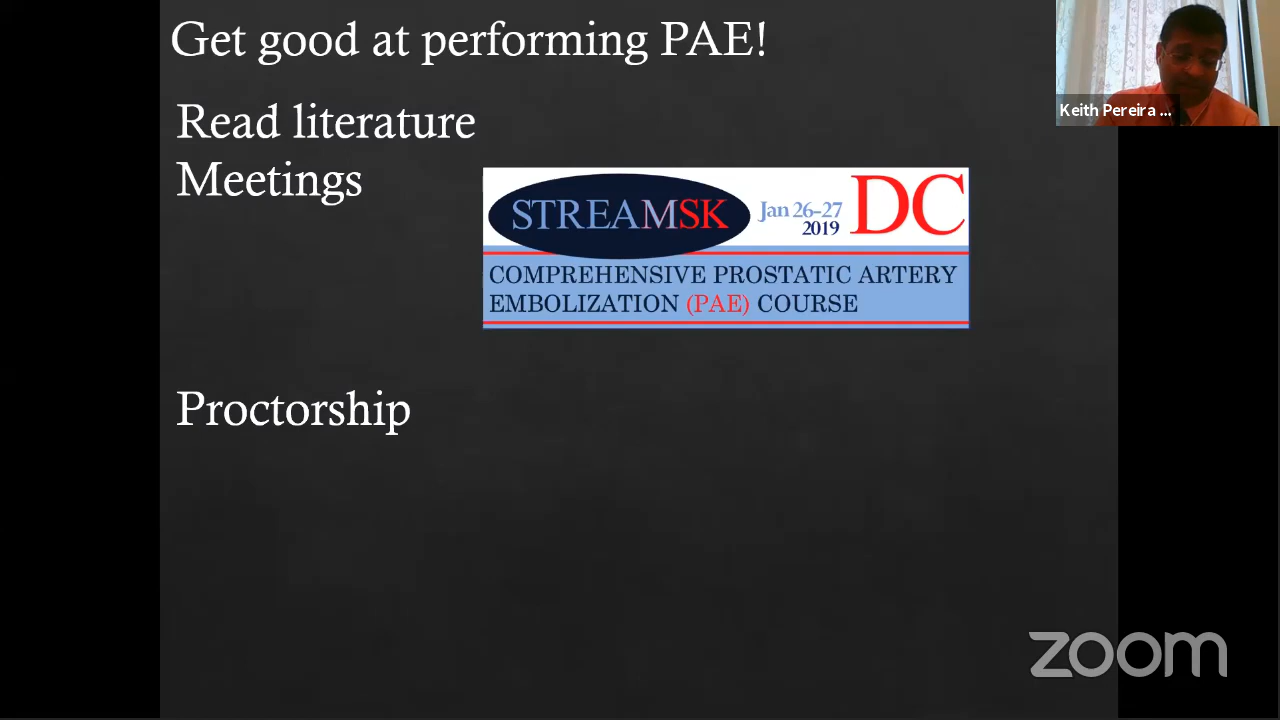 Get good at performing PAE!
Keith Pereira ...
Read literature
Meetings
STREAMSK
Jan 26-27
2019
DC
COMPREHENSIVE PROSTATIC ARTERY
EMBOLIZATION (PAE) COURSE
Proctorship
zoom